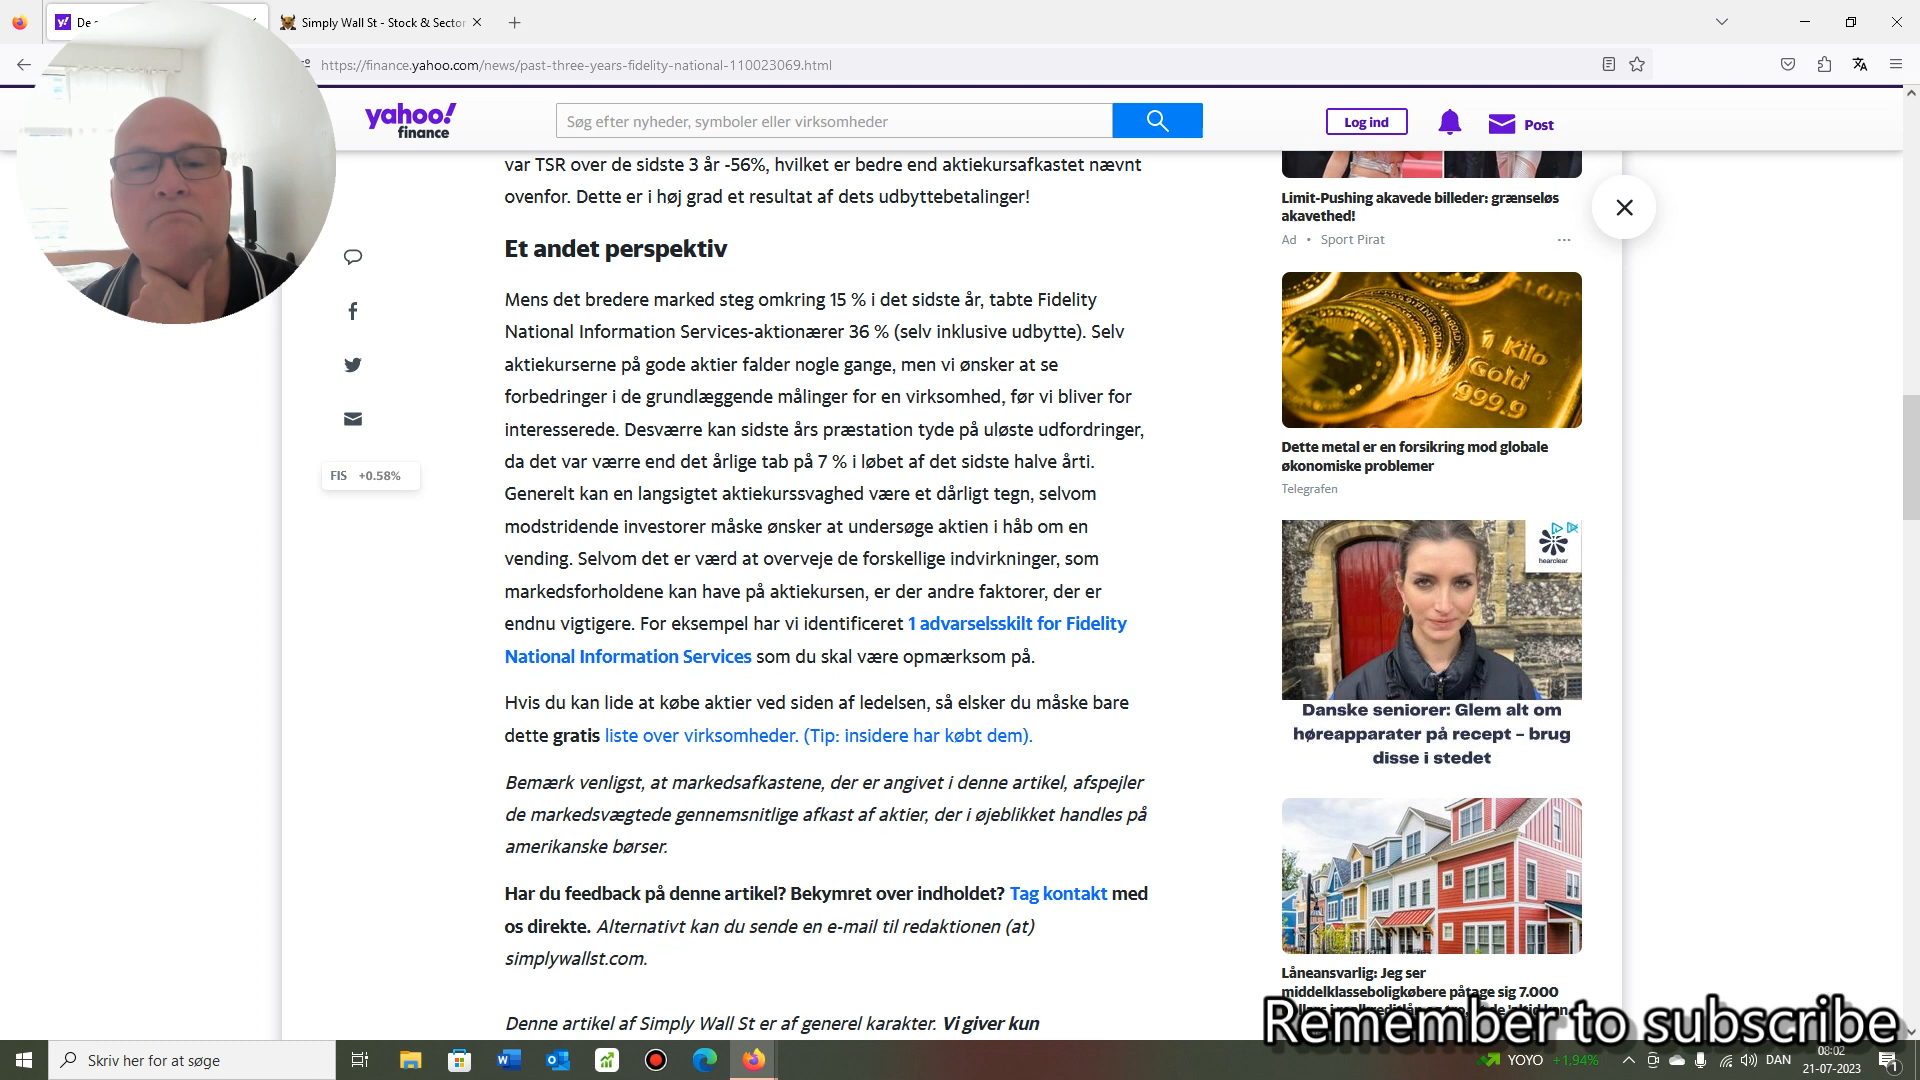 De
Simply Wall St - Stock & Sector
https://finance.yahoo.com/news/past-three-years-fidelity-national-110023069.html
yahoo!
finance
Søg efter nyheder, symboler eller virksomheder
Log ind
Post
var TSR over de sidste 3 år -56%, hvilket er bedre end aktiekursafkastet nævnt
ovenfor. Dette er i høj grad et resultat af dets udbyttebetalinger!
Et andet perspektiv
Mens det bredere marked steg omkring 15 % i det sidste år, tabte Fidelity
National Information Services-aktionærer 36 % (selv inklusive udbytte). Selv
aktiekurserne på gode aktier falder nogle gange, men vi ønsker at se
forbedringer i de grundlæggende målinger for en virksomhed, før vi bliver for
interesserede. Desværre kan sidste års præstation tyde på uløste udfordringer,
da det var værre end det årlige tab på 7 % i løbet af det sidste halve årti.
Generelt kan en langsigtet aktiekurssvaghed være et dårligt tegn, selvom
modstridende investorer måske ønsker at undersøge aktien i håb om en
vending. Selvom det er værd at overveje de forskellige indvirkninger, som
markedsforholdene kan have på aktiekursen, er der andre faktorer, der er
endnu vigtigere. For eksempel har vi identificeret 1 advarselsskilt for Fidelity
National Information Services som du skal være opmærksom på.
Hvis du kan lide at købe aktier ved siden af ledelsen, så elsker du måske bare
dette gratis liste over virksomheder. (Tip: insidere har købt dem).
Bemærk venligst, at markedsafkastene, der er angivet i denne artikel, afspejler
de markedsvægtede gennemsnitlige afkast af aktier, der i øjeblikket handles på
amerikanske børser.
Har du feedback på denne artikel? Bekymret over indholdet? Tag kontakt med
os direkte. Alternativt kan du sende en e-mail til redaktionen (at)
simplywallst.com.
Denne artikel af Simply Wall St er af generel karakter. Vi giver kun
FIS +0.58%
Limit-Pushing akavede billeder: grænseløs
akavethed!
Ad • Sport Pirat
1 Kilo
Gold
999.9
Dette metal er en forsikring mod globale
økonomiske problemer
Telegrafen
hearclear
Danske seniorer: Glem alt om
høreapparater på recept – brug
disse i stedet
Låneansvarlig: Jeg ser
middelklasseboligkøbere påtage sig 7.000
Remember to subscribe
Skriv her for at søge
YOYO +1,94%
DAN
08:02
21-07-2023
1